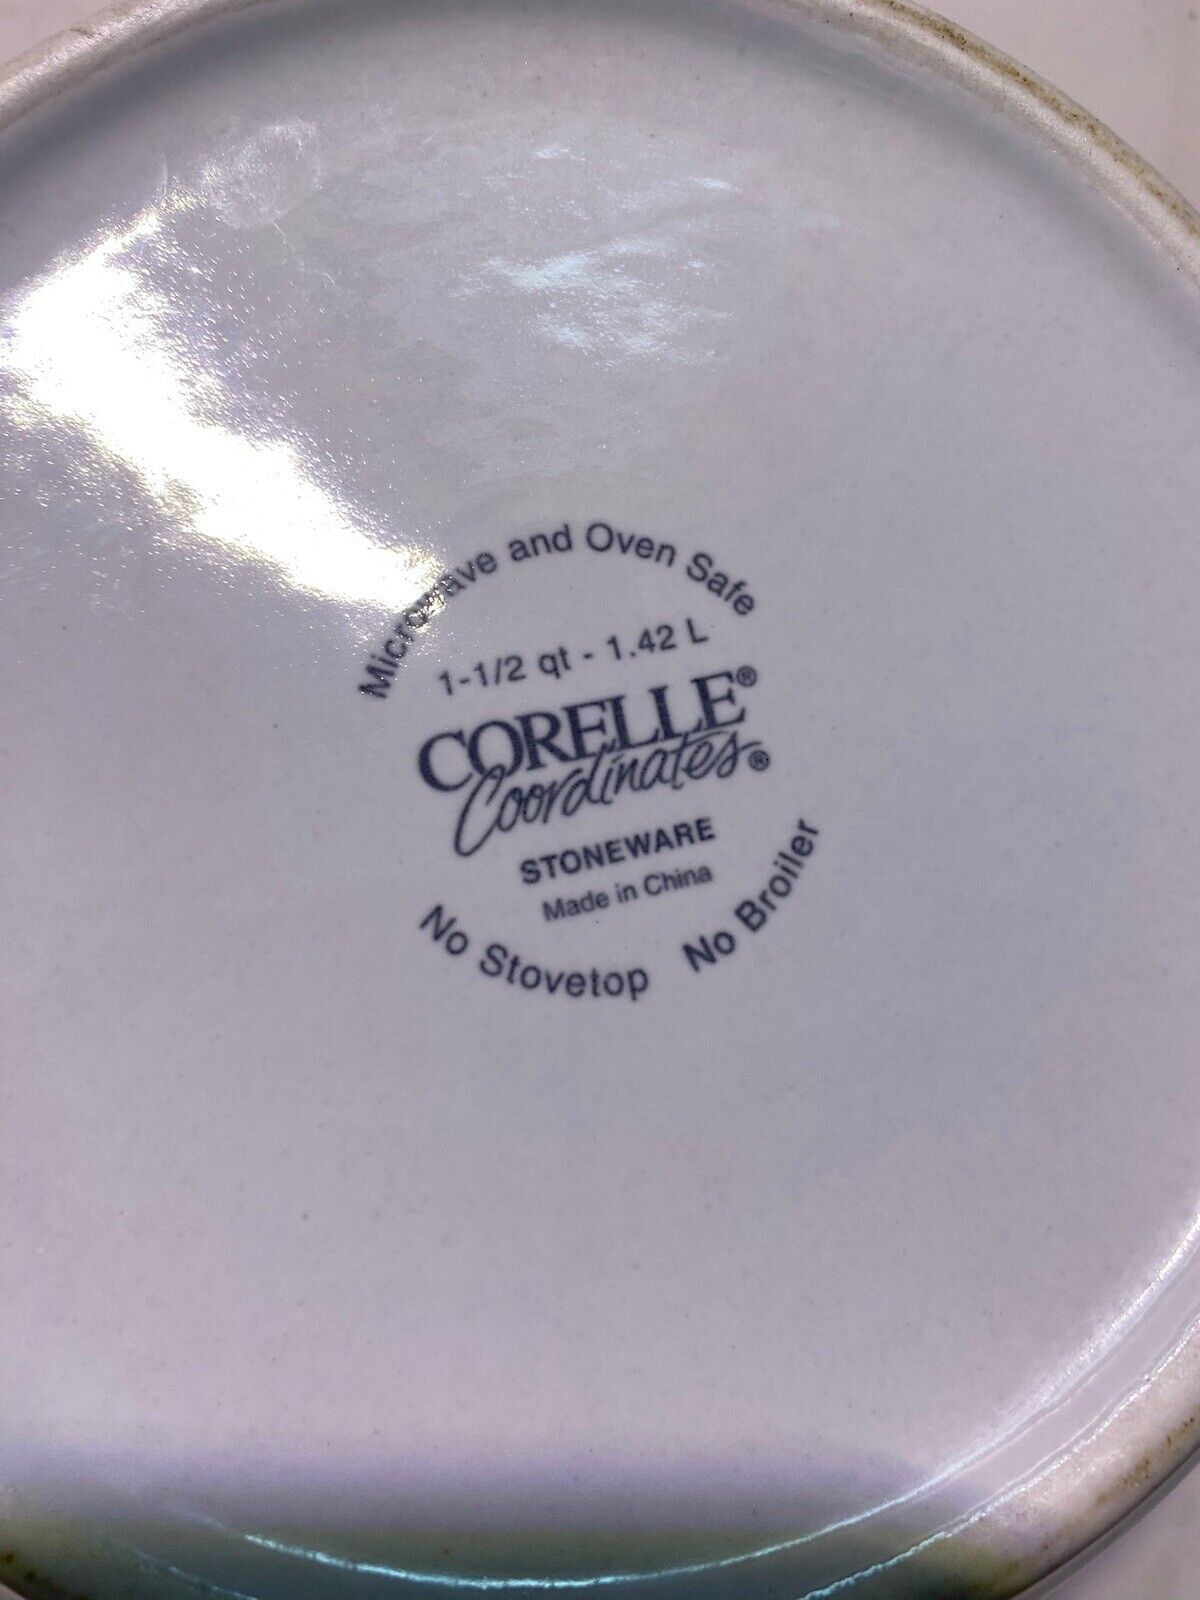 Microwave and Oven Safe
1-1/2 qt - 1.42 L
CORELLE®
Coordinates®
STONEWARE
Made in China
No Stovetop No Broiler